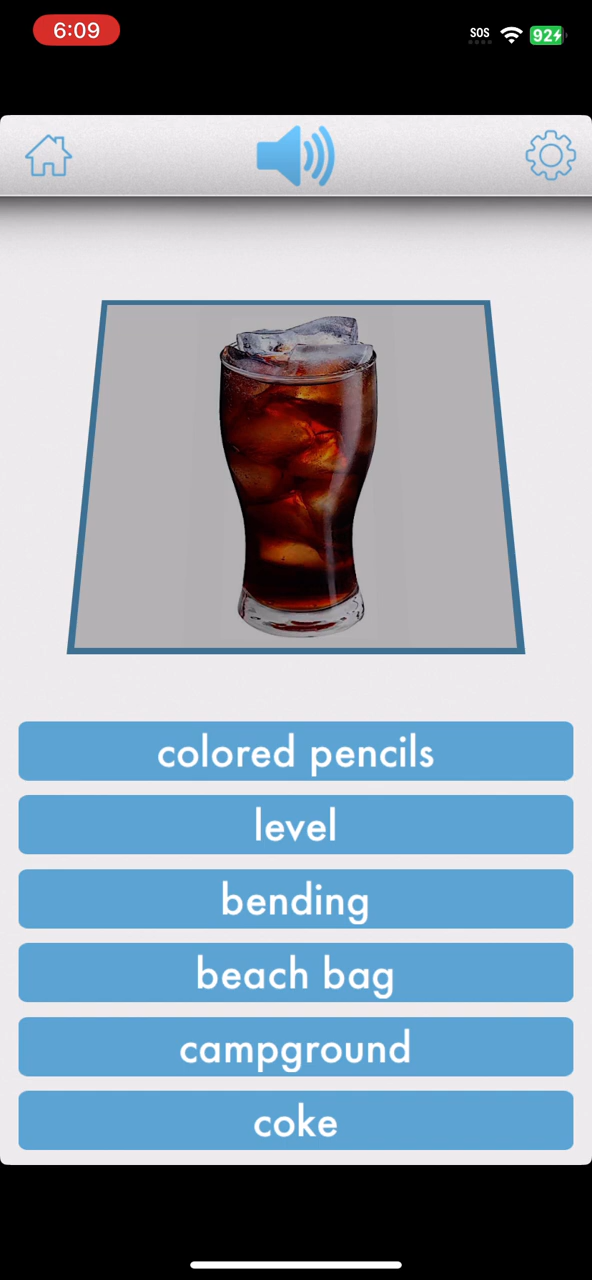 6:09
SOS
92
colored pencils
level
bending
beach bag
campground
coke